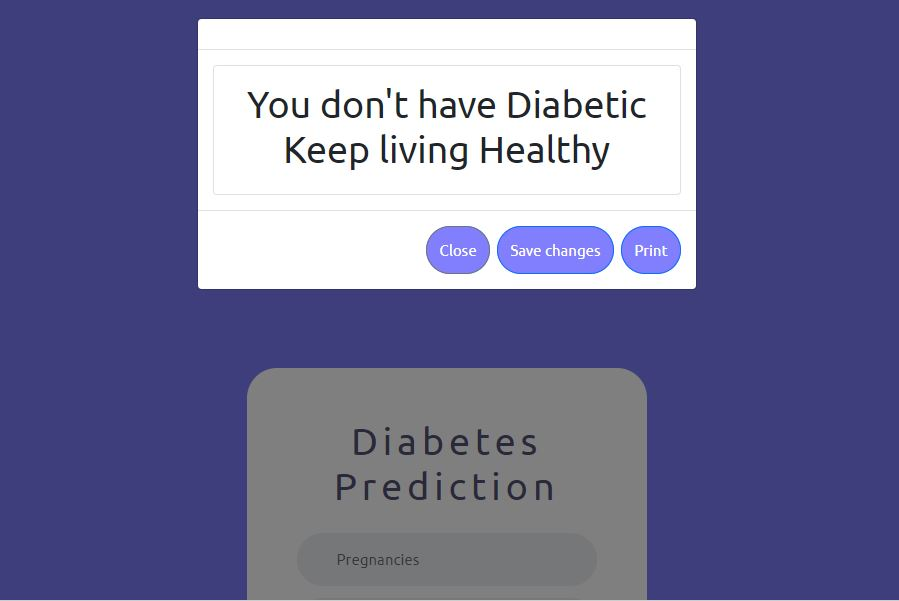 You don't have Diabetic
Keep living Healthy
Close Save changes Print
Diabetes
Prediction
Pregnancies